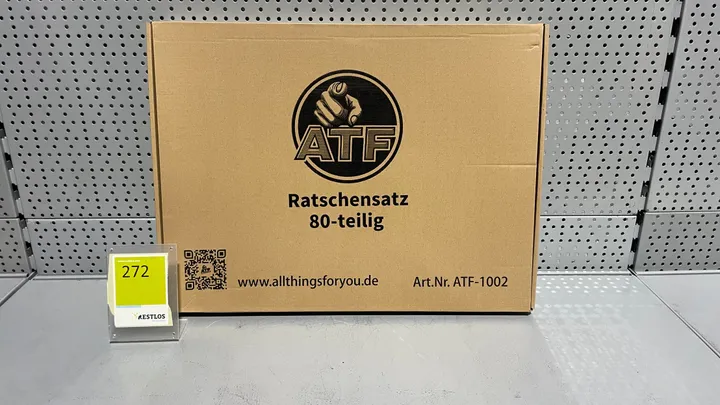 ATF
Ratschensatz
80-teilig
www.allthingsforyou.de
Art.Nr. ATF-1002
272
RESTLOS